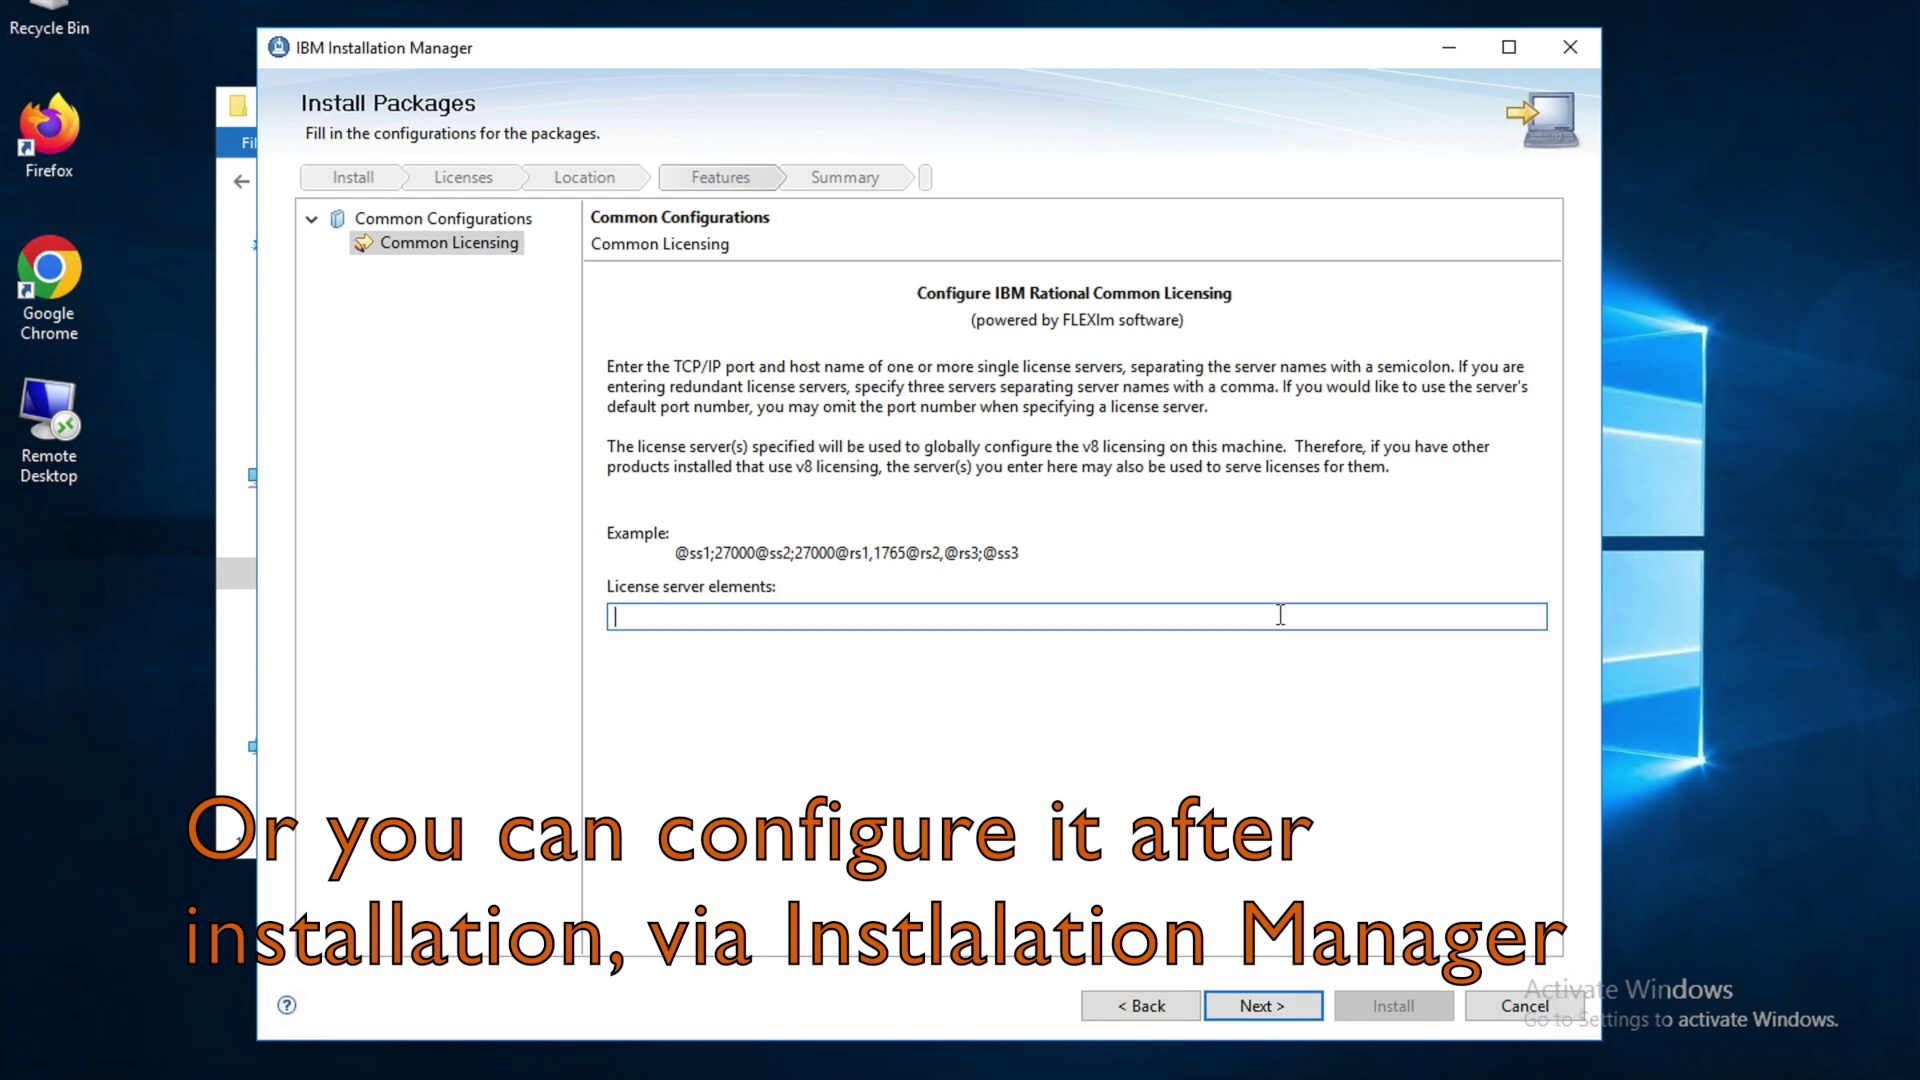 Recycle Bin
IBM Installation Manager
Install Packages
Fill in the configurations for the packages.
Install
Licenses
Location
Features
Summary
Firefox
Google
Chrome
Remote
Desktop
Common Configurations
Common Licensing
Common Configurations
Common Licensing
Configure IBM Rational Common Licensing
(powered by FLEXlm software)
Enter the TCP/IP port and host name of one or more single license servers, separating the server names with a semicolon. If you are
entering redundant license servers, specify three servers separating server names with a comma. If you would like to use the server's
default port number, you may omit the port number when specifying a license server.
The license server(s) specified will be used to globally configure the v8 licensing on this machine. Therefore, if you have other
products installed that use v8 licensing, the server(s) you enter here may also be used to serve licenses for them.
Example:
@ss1;27000@ss2;27000@rs1,1765@rs2,@rs3;@ss3
License server elements:
Or you can configure it after
installation, via Instlalation Manager
< Back
Next >
Install
Cancel
Activate Windows
Go to Settings to activate Windows.